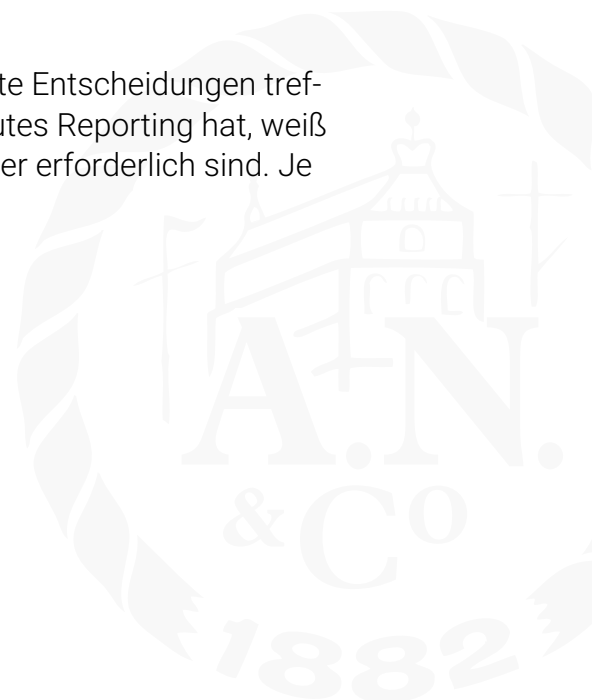 te Entscheidungen tref-
utes Reporting hat, weiß
er erforderlich sind. Je
A.N.
& Co
1882